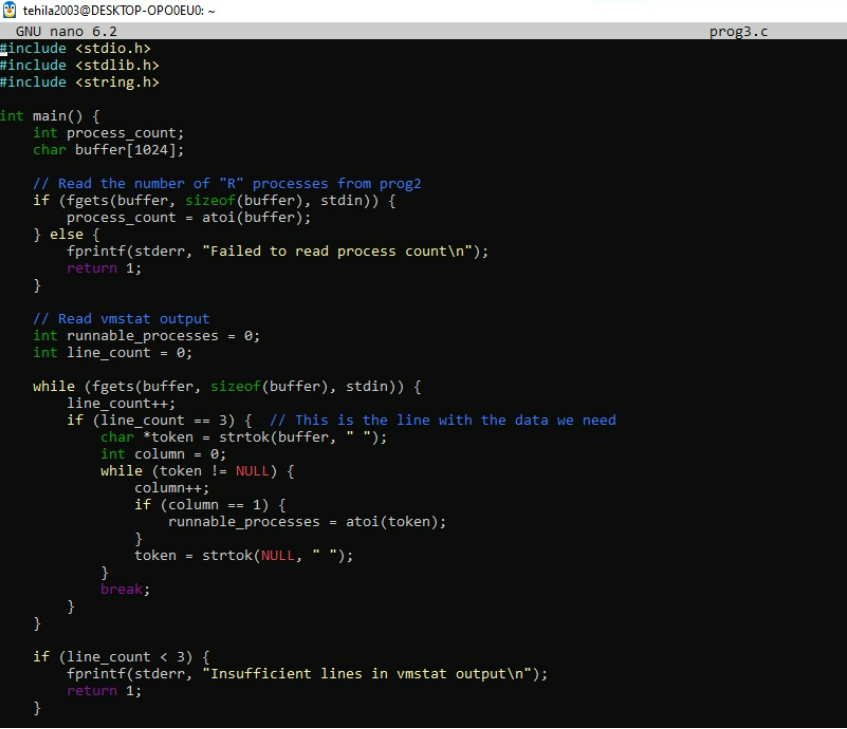 tehila2003@DESKTOP-OPO0EU0: ~
GNU nano 6.2 prog3.c
#include <stdio.h>
#include <stdlib.h>
#include <string.h>

int main() {
    int process_count;
    char buffer[1024];

    // Read the number of "R" processes from prog2
    if (fgets(buffer, sizeof(buffer), stdin)) {
        process_count = atoi(buffer);
    } else {
        fprintf(stderr, "Failed to read process count\n");
        return 1;
    }

    // Read vmstat output
    int runnable_processes = 0;
    int line_count = 0;

    while (fgets(buffer, sizeof(buffer), stdin)) {
        line_count++;
        if (line_count == 3) {  // This is the line with the data we need
            char *token = strtok(buffer, " ");
            int column = 0;
            while (token != NULL) {
                column++;
                if (column == 1) {
                    runnable_processes = atoi(token);
                }
                token = strtok(NULL, " ");
            }
            break;
        }
    }

    if (line_count < 3) {
        fprintf(stderr, "Insufficient lines in vmstat output\n");
        return 1;
    }